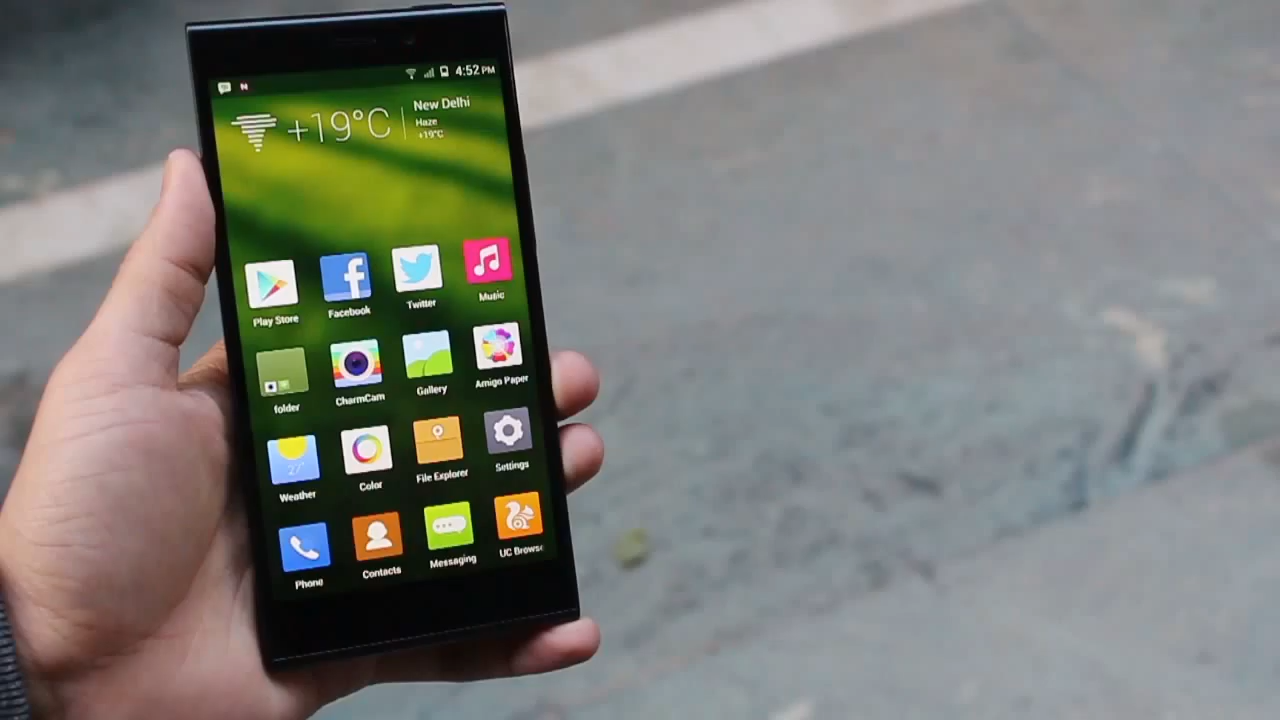 4:52 PM
+19°C
New Delhi
Haze
+19°C
Play Store
Facebook
Twitter
Music
folder
CharmCam
Gallery
Amigo Paper
27°
Weather
Color
File Explorer
Settings
Phone
Contacts
Messaging
UC Browse